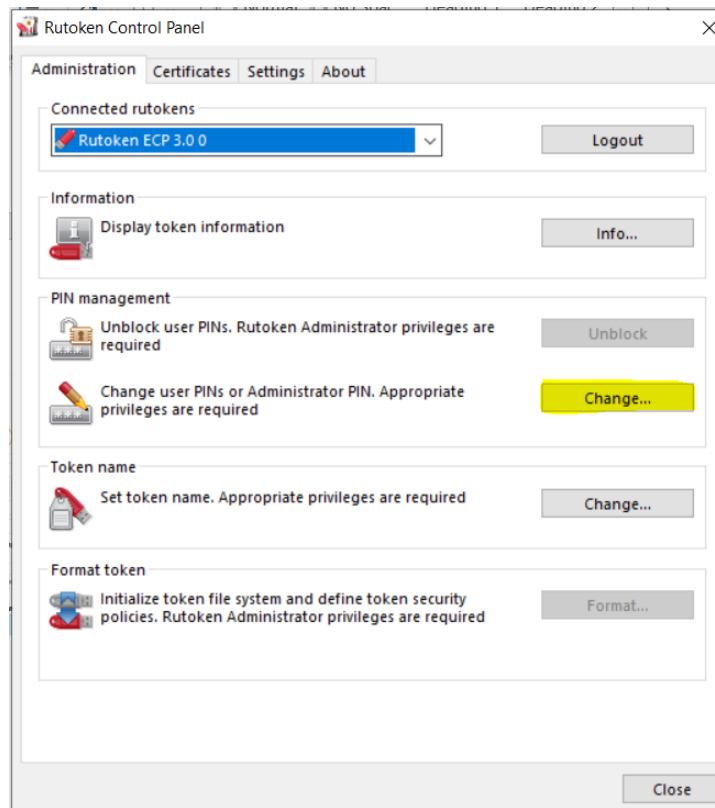 Rutoken Control Panel
Administration Certificates Settings About
Connected rutokens
Rutoken ECP 3.0 0
Logout
Information
Display token information
Info...
PIN management
Unblock user PINs. Rutoken Administrator privileges are
required
Unblock
Change user PINs or Administrator PIN. Appropriate
privileges are required
Change...
Token name
Set token name. Appropriate privileges are required
Change...
Format token
Initialize token file system and define token security
policies. Rutoken Administrator privileges are required
Format...
Close